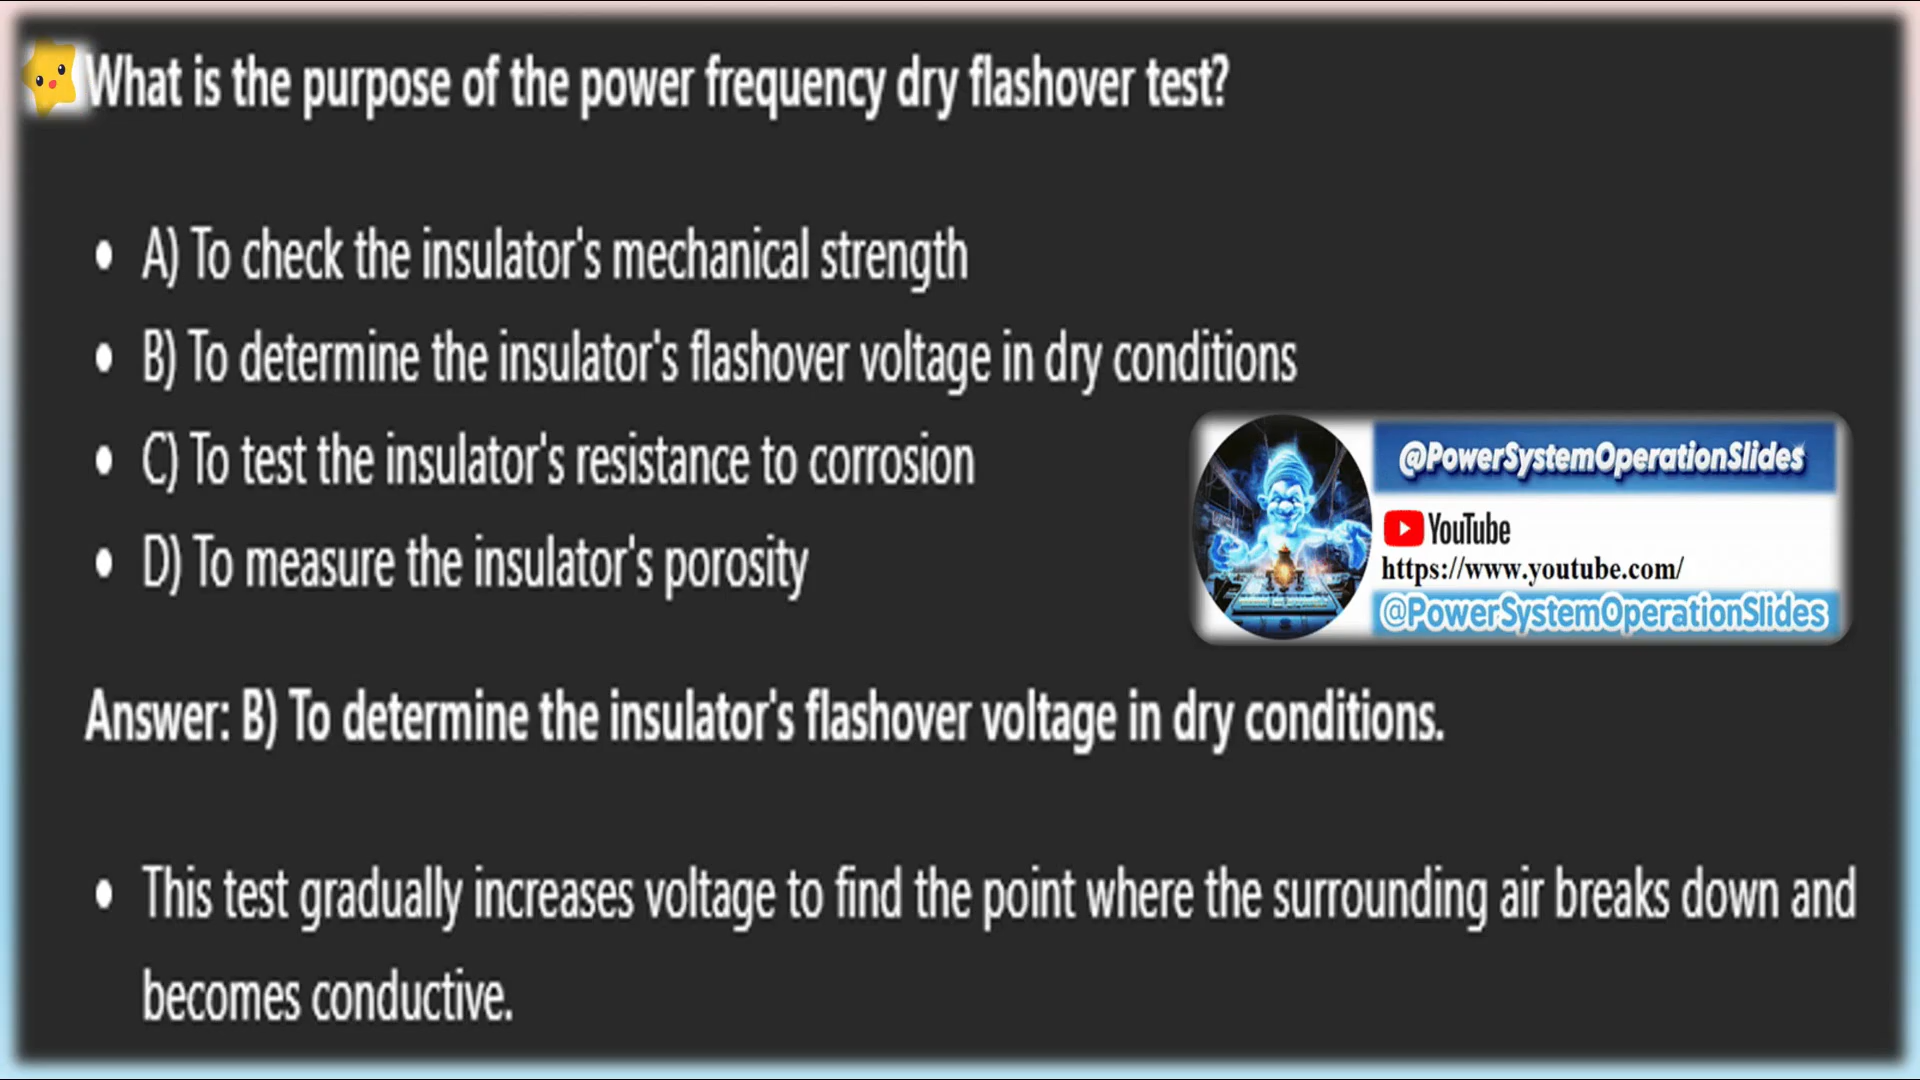 What is the purpose of the power frequency dry flashover test?
• A) To check the insulator's mechanical strength
• B) To determine the insulator's flashover voltage in dry conditions
• C) To test the insulator's resistance to corrosion
• D) To measure the insulator's porosity
@PowerSystemOperationSlides
YouTube
https://www.youtube.com/
@PowerSystemOperationSlides
Answer: B) To determine the insulator's flashover voltage in dry conditions.
• This test gradually increases voltage to find the point where the surrounding air breaks down and
becomes conductive.